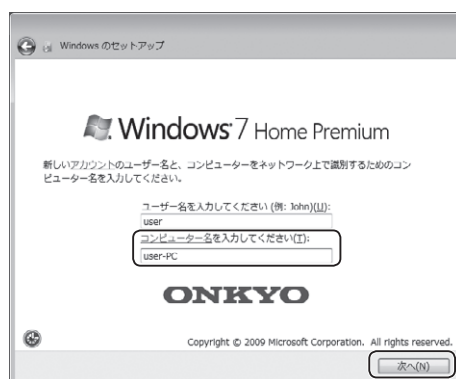 Windows のセットアップ
Windows 7 Home Premium
新しいアカウントのユーザー名と、コンピューターをネットワーク上で識別するためのコン
ピューター名を入力してください。
ユーザー名を入力してください (例: John)(U):
user
コンピューター名を入力してください(T):
user-PC
ONKYO
Copyright © 2009 Microsoft Corporation. All rights reserved.
次へ(N)